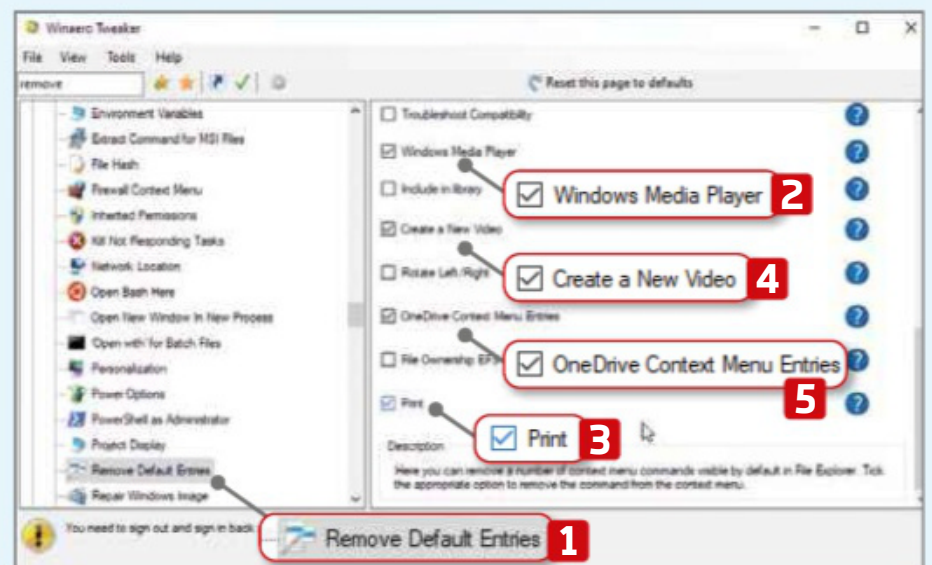 Winaero Tweaker
File View Tools Help
remove
Reset this page to defaults
Environment Variables
Extract Command for MSI Files
File Hash
Firewall Context Menu
Inherited Permissions
Kill Not Responding Tasks
Network Location
Open Bash Here
Open New Window In New Process
'Open with' for Batch Files
Personalization
Power Options
PowerShell as Administrator
Project Display
Remove Default Entries
Repair Windows Image
Troubleshoot Compatibility
Windows Media Player
Windows Media Player 2
Include in library
Create a New Video
Create a New Video 4
Rotate Left/Right
OneDrive Context Menu Entries
OneDrive Context Menu Entries
5
File Ownership EFS
Print
Print 3
Description
Here you can remove a number of context menu commands visible by default in File Explorer. Tick
the appropriate option to remove the command from the context menu.
You need to sign out and sign in back
Remove Default Entries 1